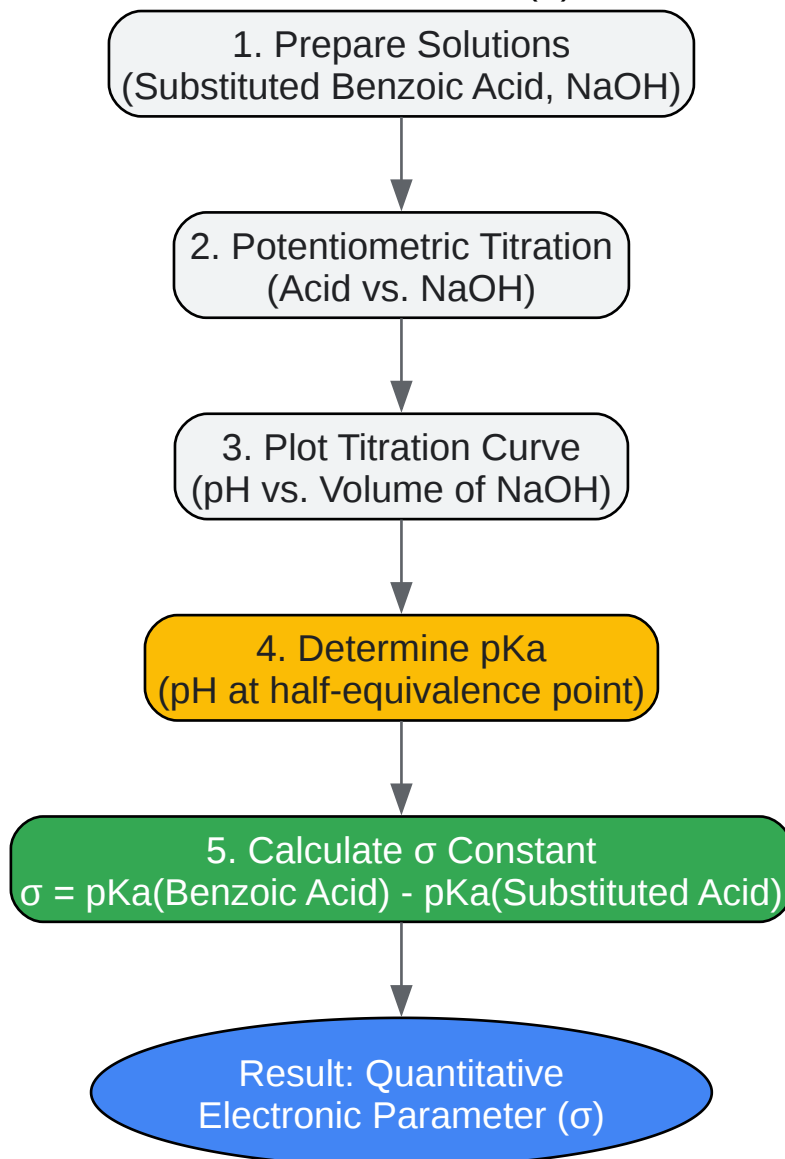 1. Prepare Solutions
(Substituted Benzoic Acid, NaOH)
2. Potentiometric Titration
(Acid vs. NaOH)
3. Plot Titration Curve
(pH vs. Volume of NaOH)
4. Determine pKa
(pH at half-equivalence point)
5. Calculate σ Constant
σ = pKa(Benzoic Acid) - pKa(Substituted Acid)
Result: Quantitative
Electronic Parameter (σ)